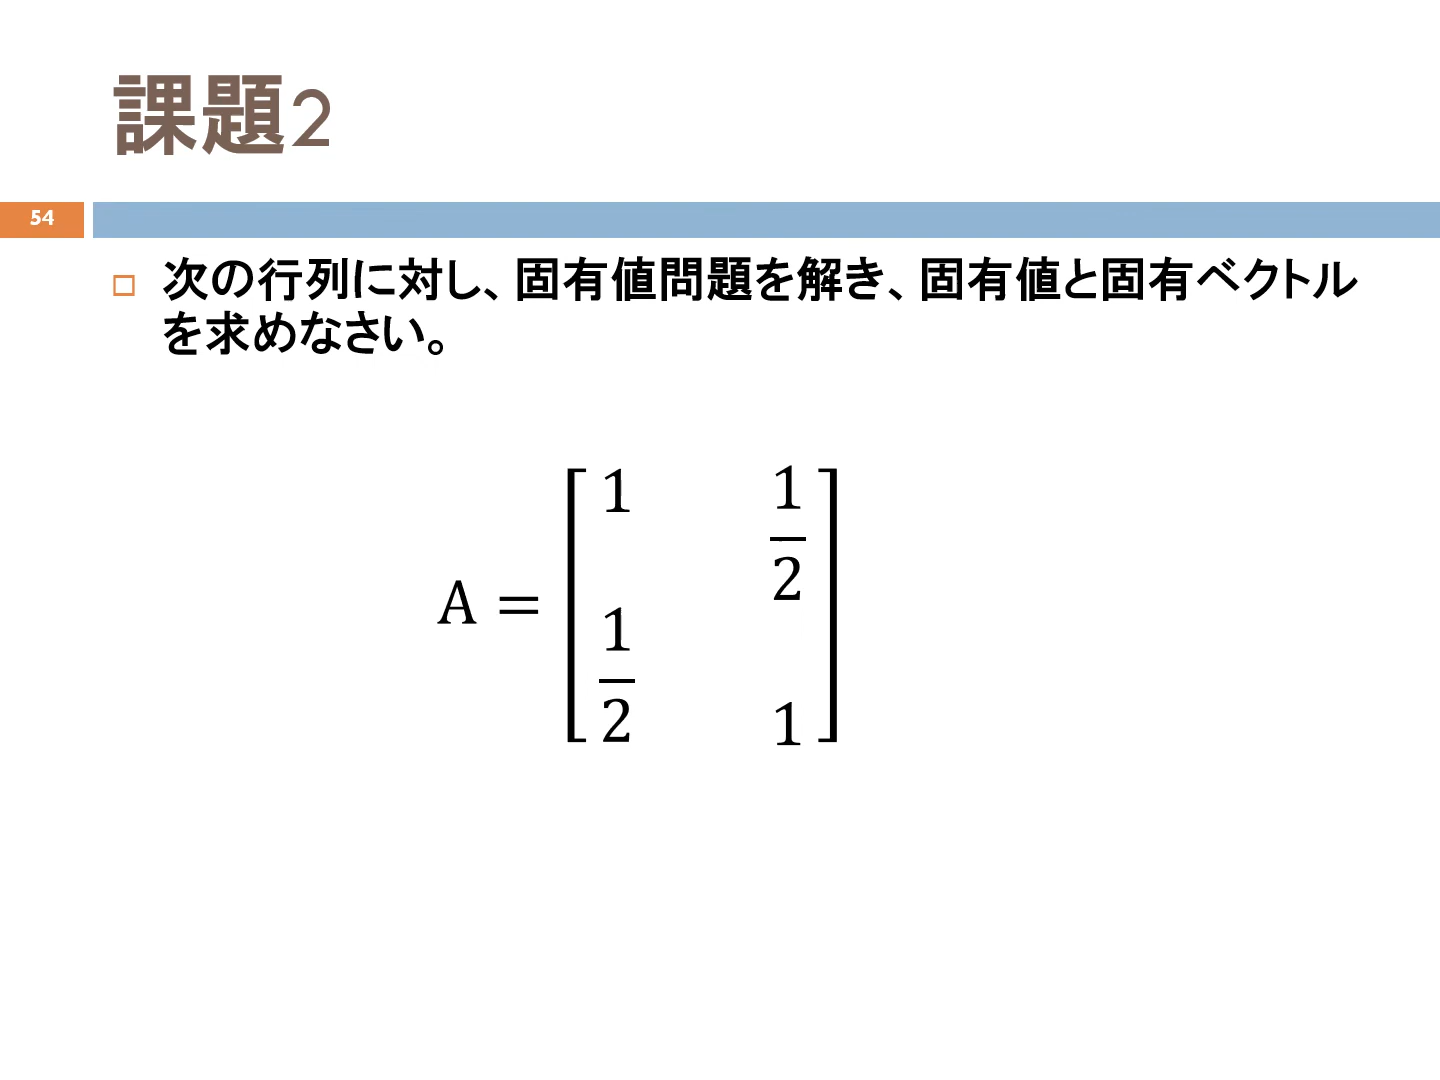 課題2
54
次の行列に対し、固有値問題を解き、固有値と固有ベクトル
を求めなさい。
A = [ 1 1/2
1/2 1 ]